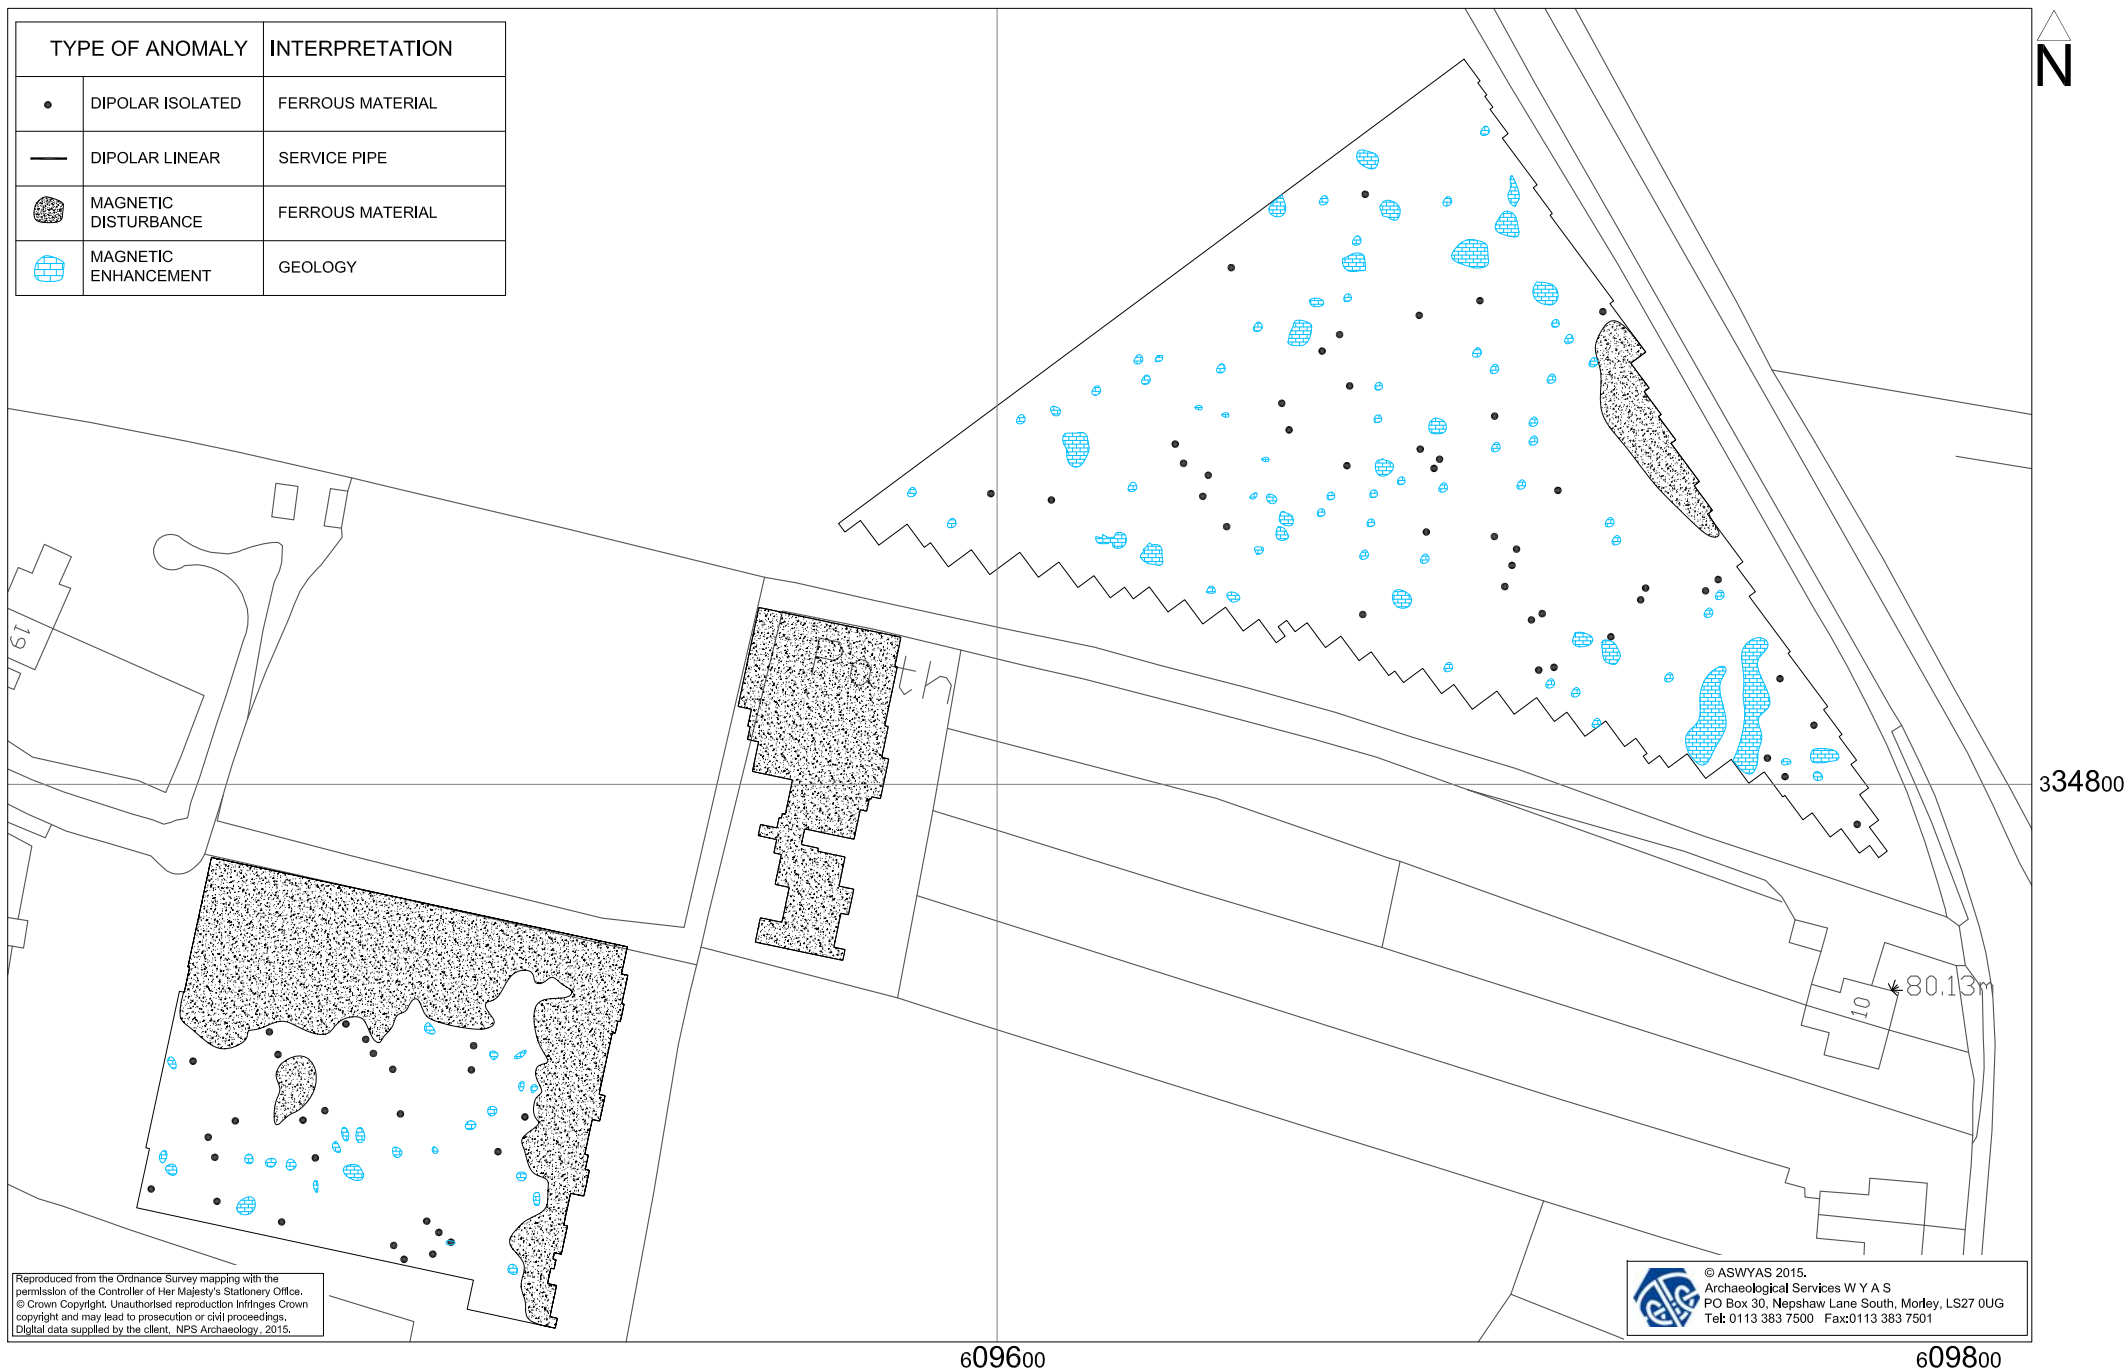 TYPE OF ANOMALY INTERPRETATION
DIPOLAR ISOLATED FERROUS MATERIAL
DIPOLAR LINEAR SERVICE PIPE
MAGNETIC
DISTURBANCE
FERROUS MATERIAL
MAGNETIC
ENHANCEMENT
GEOLOGY
N
19
Path
334800
80.13m
10
Reproduced from the Ordnance Survey mapping with the
permission of the Controller of Her Majesty's Stationery Office.
© Crown Copyright. Unauthorised reproduction infringes Crown
copyright and may lead to prosecution or civil proceedings.
Digital data supplied by the client, NPS Archaeology, 2015.
© ASWYAS 2015.
Archaeological Services W Y A S
PO Box 30, Nepshaw Lane South, Morley, LS27 0UG
Tel: 0113 383 7500 Fax:0113 383 7501
609600
609800